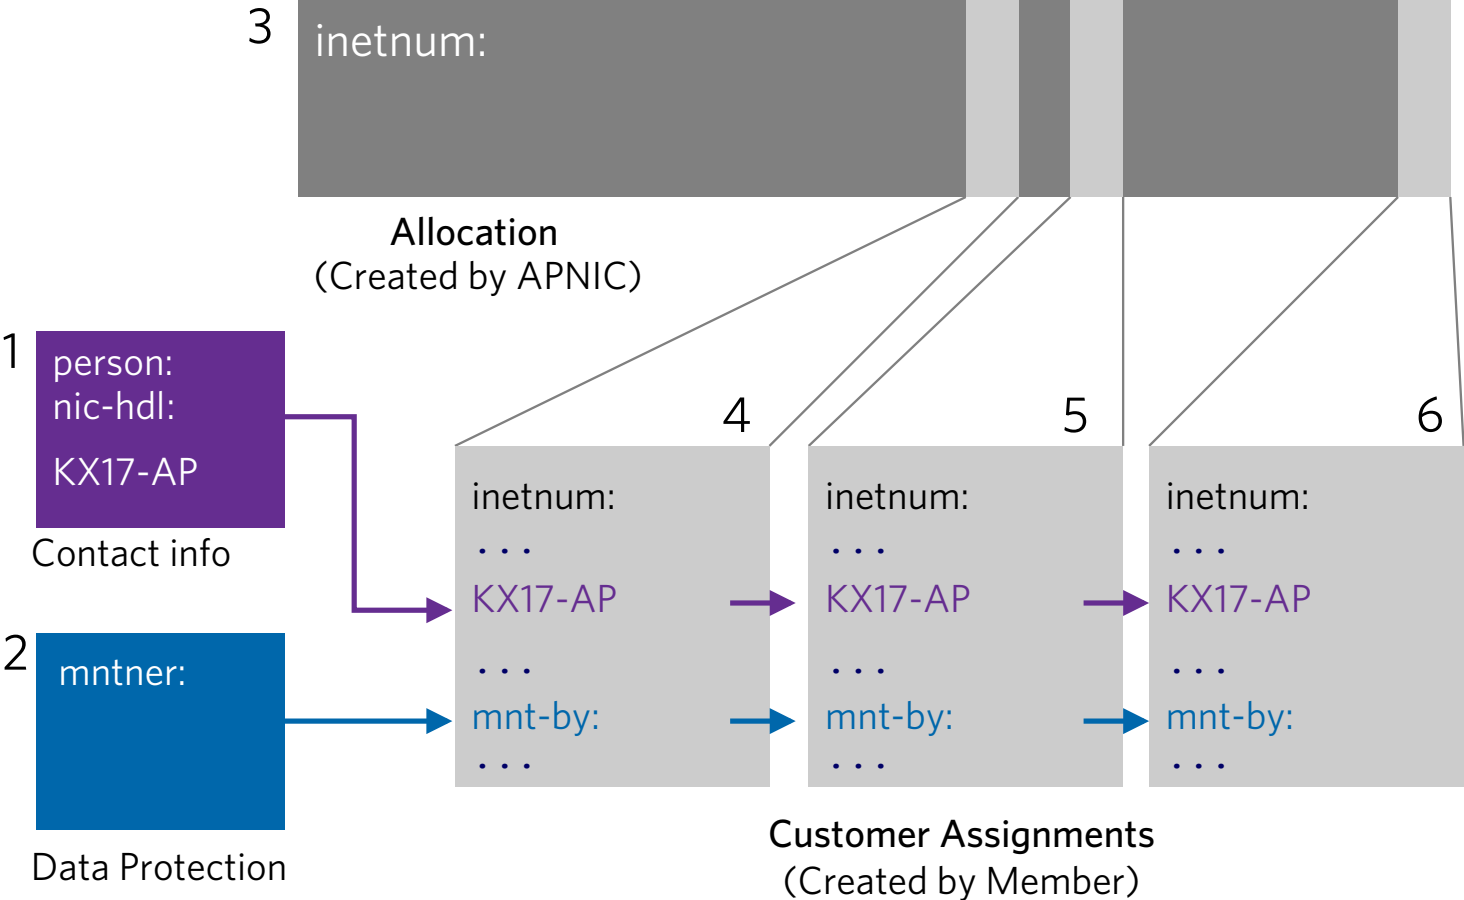 3
inetnum:
Allocation
(Created by APNIC)
1
person:
nic-hdl:
KX17-AP
Contact info
2
mntner:
Data Protection
4
inetnum:
...
KX17-AP
...
mnt-by:
...
5
inetnum:
...
KX17-AP
...
mnt-by:
...
6
inetnum:
...
KX17-AP
...
mnt-by:
...
Customer Assignments
(Created by Member)